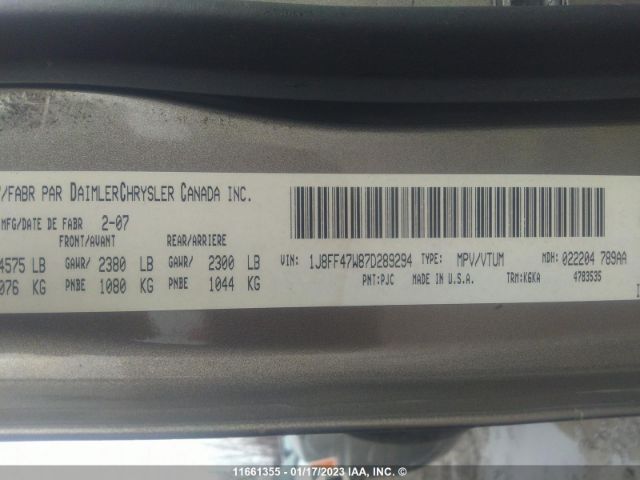 /FABR PAR DAIMLERCHRYSLER CANADA INC.
MFG/DATE DE FABR 2-07
FRONT/AVANT REAR/ARRIERE
4575 LB GAWR/ 2380 LB GAWR/ 2300 LB
076 KG PNBE 1080 KG PNBE 1044 KG
VIN: 1J8FF47W87D289294 TYPE: MPV/VTUM MDH: 022204 789AA
PNT:PJC MADE IN U.S.A. TRM:K6KA 4783535
11661355 - 01/17/2023 IAA, INC. ©